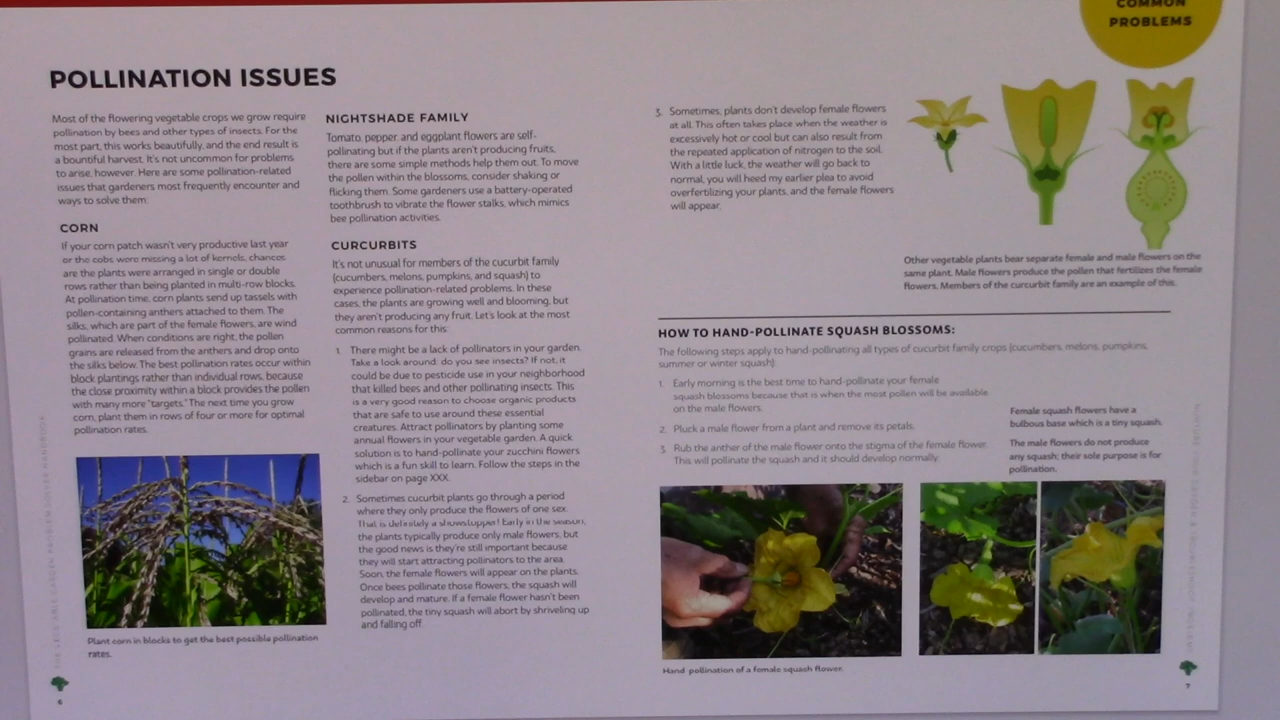 COMMON
PROBLEMS
POLLINATION ISSUES
Most of the flowering vegetable crops we grow require
pollination by bees and other types of insects. For the
most part, this works beautifully, and the end result is
a bountiful harvest. It's not uncommon for problems
to arise, however. Here are some pollination-related
issues that gardeners most frequently encounter and
ways to solve them:
CORN
If your corn patch wasn't very productive last year
or the cobs were missing a lot of kernels, chances
are the plants were arranged in single or double
rows rather than being planted in multi-row blocks.
At pollination time, corn plants send up tassels with
pollen-containing anthers attached to them. The
silks, which are part of the female flowers, are wind
pollinated. When conditions are right, the pollen
grains are released from the anthers and drop onto
the silks below. The best pollination rates occur within
block plantings rather than individual rows, because
the close proximity within a block provides the pollen
with many more "targets." The next time you grow
corn, plant them in rows of four or more for optimal
pollination rates.
Plant corn in blocks to get the best possible pollination
rates.
6
NIGHTSHADE FAMILY
Tomato, pepper, and eggplant flowers are self-
pollinating but if the plants aren't producing fruits,
there are some simple methods help them out. To move
the pollen within the blossoms, consider shaking or
flicking them. Some gardeners use a battery-operated
toothbrush to vibrate the flower stalks, which mimics
bee pollination activities.
CURCURBITS
It's not unusual for members of the cucurbit family
(cucumbers, melons, pumpkins, and squash) to
experience pollination-related problems. In these
cases, the plants are growing well and blooming, but
they aren't producing any fruit. Let's look at the most
common reasons for this:
1. There might be a lack of pollinators in your garden.
Take a look around: do you see insects? If not, it
could be due to pesticide use in your neighborhood
that killed bees and other pollinating insects. This
is a very good reason to choose organic products
that are safe to use around these essential
creatures. Attract pollinators by planting some
annual flowers in your vegetable garden. A quick
solution is to hand-pollinate your zucchini flowers
which is a fun skill to learn. Follow the steps in the
sidebar on page XXX.
2. Sometimes cucurbit plants go through a period
where they only produce the flowers of one sex.
That is definitely a showstopper! Early in the season,
the plants typically produce only male flowers, but
the good news is they're still important because
they will start attracting pollinators to the area.
Soon, the female flowers will appear on the plants.
Once bees pollinate those flowers, the squash will
develop and mature. If a female flower hasn't been
pollinated, the tiny squash will abort by shriveling up
and falling off.
3. Sometimes, plants don't develop female flowers
at all. This often takes place when the weather is
excessively hot or cool but can also result from
the repeated application of nitrogen to the soil.
With a little luck, the weather will go back to
normal, you will heed my earlier plea to avoid
overfertilizing your plants, and the female flowers
will appear.
Other vegetable plants bear separate female and male flowers on the
same plant. Male flowers produce the pollen that fertilizes the female
flowers. Members of the curcurbit family are an example of this.
HOW TO HAND-POLLINATE SQUASH BLOSSOMS:
The following steps apply to hand-pollinating all types of cucurbit family crops (cucumbers, melons, pumpkins,
summer or winter squash):
1. Early morning is the best time to hand-pollinate your female
squash blossoms because that is when the most pollen will be available
on the male flowers.
2. Pluck a male flower from a plant and remove its petals.
3. Rub the anther of the male flower onto the stigma of the female flower.
This will pollinate the squash and it should develop normally.
Female squash flowers have a
bulbous base which is a tiny squash.
The male flowers do not produce
any squash; their sole purpose is for
pollination.
Hand pollination of a female squash flower.
7